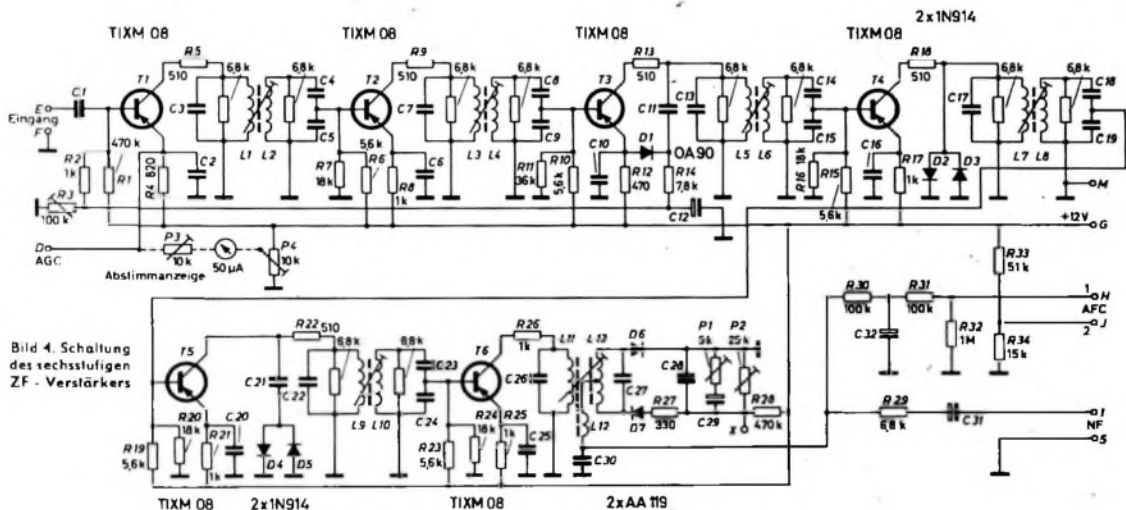 2x1N914
TIXM 08 TIXM 08 TIXM 08 TIXM 08
R5 R9 R13 R18
510 510 510 510
6,8k 6,8k 6,8k 6,8k 6,8k 6,8k 6,8k 6,8k
T1 T2 T3 T4
C1 C3 C4 C7 C8 C11 C13 C14 C17 C18
E
Eingang
F
C5 C9 D1 C15 C19
L1 L2 L3 L4 L5 L6 L7 L8
R2 470 k C2 5,6k C6 C10 OA90 C16 R17 D2 D3
1k R1 R4 820 R7 R6 R8 R11 R10 R12 R14 R16 18k R15 1k
18k 1k 36k 5,6k 470 7,8k 5,6k
M
R3
100 k
C12
+12V
G
D
AGC
P3
10k
50µA
P4
10k
Abstimmanzeige
R33
51 k
R30 R31 1 H
100k 100k AFC
C32 R32 2 J
1M R34
15k
Bild 4. Schaltung
des sechsstufigen
ZF - Verstärkers
R22 510 R26 L11 L13 D6 P1 P2
T5 6,8k 6,8k T6 1k 5k 25k
C21 C22 C23 C26 C27 C28
C24 L12 D7 R27 C29 R28
L9 L10 330 470k
R20 C20 R24 R25
18k R21 18k 1k C25
R19 D4 D5 R23 C30
5,6k 1k 5,6k
R29 C31 I
6,8k NF
5
TIXM 08 2x1N914 TIXM 08 2xAA119